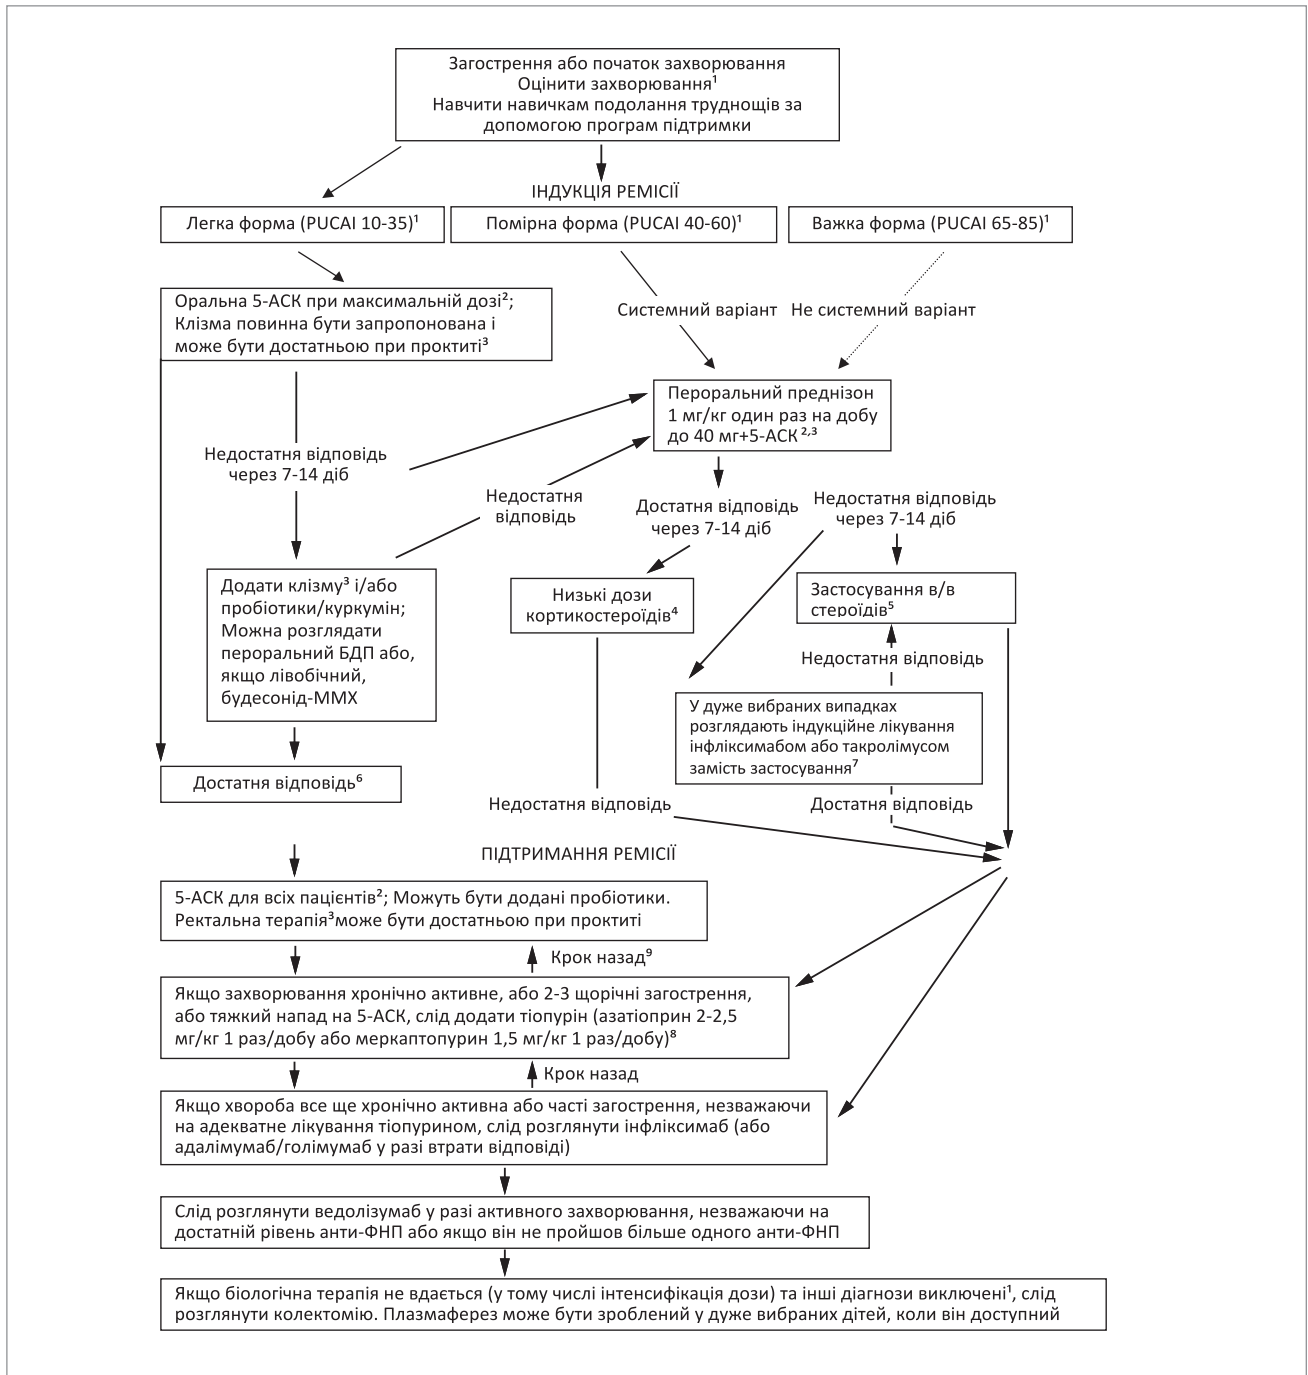 Загострення або початок захворювання
Оцінити захворювання¹
Навчити навичкам подолання труднощів за
допомогою програм підтримки
ІНДУКЦІЯ РЕМІСІЇ
Легка форма (PUCAI 10-35)¹
Помірна форма (PUCAI 40-60)¹
Важка форма (PUCAI 65-85)¹
Оральна 5-АСК при максимальній дозі²;
Клізма повинна бути запропонована і
може бути достатньою при проктиті³
Системний варіант
Не системний варіант
Пероральний преднізон
1 мг/кг один раз на добу
до 40 мг+5-АСК ²,³
Недостатня відповідь
через 7-14 діб
Недостатня
відповідь
Достатня відповідь
через 7-14 діб
Недостатня відповідь
через 7-14 діб
Додати клізму³ і/або
пробіотики/куркумін;
Можна розглядати
пероральний БДП або,
якщо лівобічний,
будесонід-ММХ
Низькі дози
кортикостероїдів⁴
Застосування в/в
стероїдів⁵
Недостатня відповідь
У дуже вибраних випадках
розглядають індукційне лікування
інфліксимабом або такролімусом
замість застосування⁷
Достатня відповідь⁶
Недостатня відповідь
Достатня відповідь
ПІДТРИМАННЯ РЕМІСІЇ
5-АСК для всіх пацієнтів²; Можуть бути додані пробіотики.
Ректальна терапія³може бути достатньою при проктиті
Крок назад⁹
Якщо захворювання хронічно активне, або 2-3 щорічні загострення,
або тяжкий напад на 5-АСК, слід додати тіопурін (азатіоприн 2-2,5
мг/кг 1 раз/добу або меркаптопурин 1,5 мг/кг 1 раз/добу)⁸
Крок назад
Якщо хвороба все ще хронічно активна або часті загострення, незважаючи
на адекватне лікування тіопурином, слід розглянути інфліксимаб (або
адалімумаб/голімумаб у разі втрати відповіді)
Слід розглянути ведолізумаб у разі активного захворювання, незважаючи на
достатній рівень анти-ФНП або якщо він не пройшов більше одного анти-ФНП
Якщо біологічна терапія не вдається (у тому числі інтенсифікація дози) та інші діагнози виключені¹, слід
розглянути колектомію. Плазмаферез може бути зроблений у дуже вибраних дітей, коли він доступний